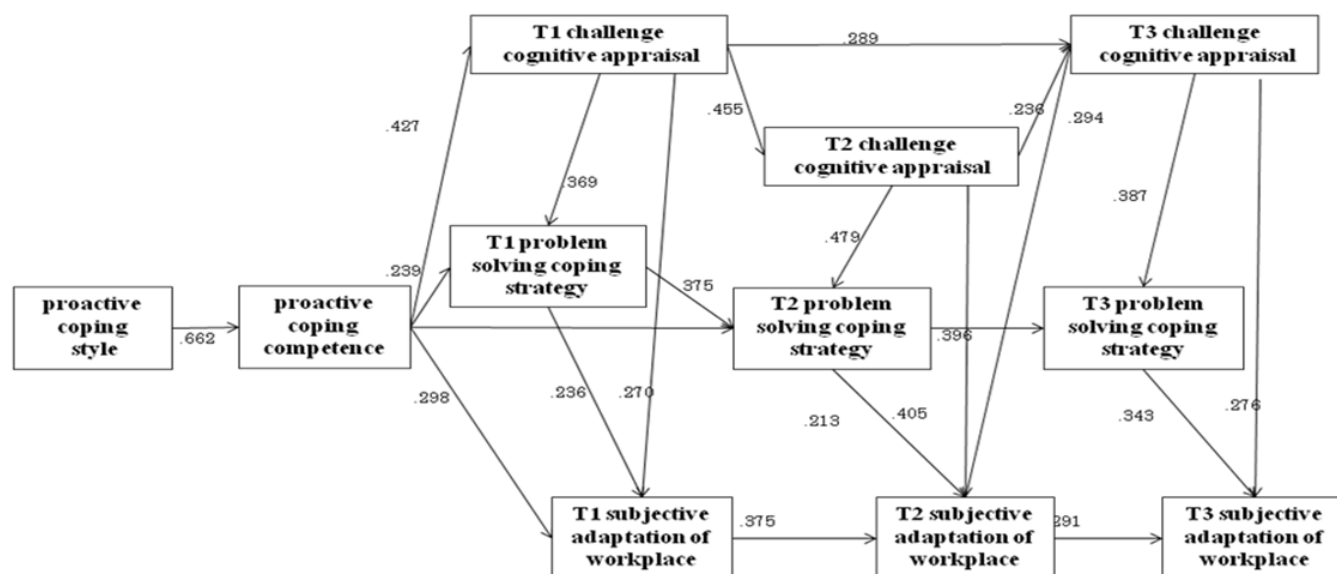 T1 challenge
cognitive appraisal
T3 challenge
cognitive appraisal
.289
.427
.455
.236
.294
T2 challenge
cognitive appraisal
.369
.387
T1 problem
solving coping
strategy
.479
.239
.375
proactive
coping
style
.662
proactive
coping
competence
T2 problem
solving coping
strategy
.396
T3 problem
solving coping
strategy
.298
.236
.270
.213
.405
.343
.276
T1 subjective
adaptation of
workplace
.375
T2 subjective
adaptation of
workplace
.291
T3 subjective
adaptation of
workplace